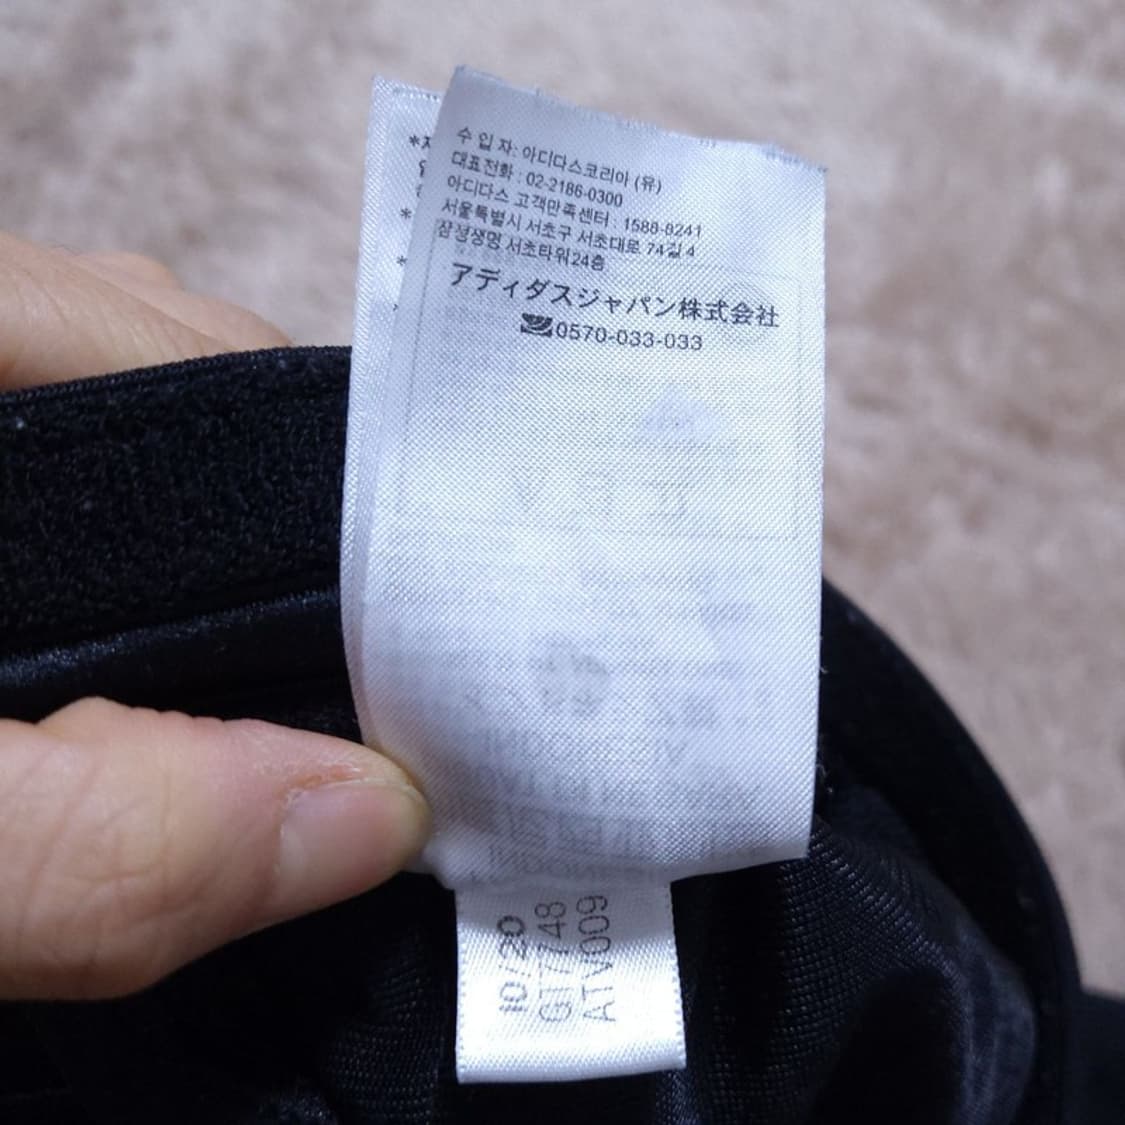 수 입 자: 아디다스코리아 (유)
대표전화 : 02-2186-0300
아디다스 고객만족센터 : 1588-8241
서울특별시 서초구 서초대로 74길 4
삼성생명 서초타워24층
アディダスジャパン株式会社
0570-033-033
10/20
GT7748
ATV009